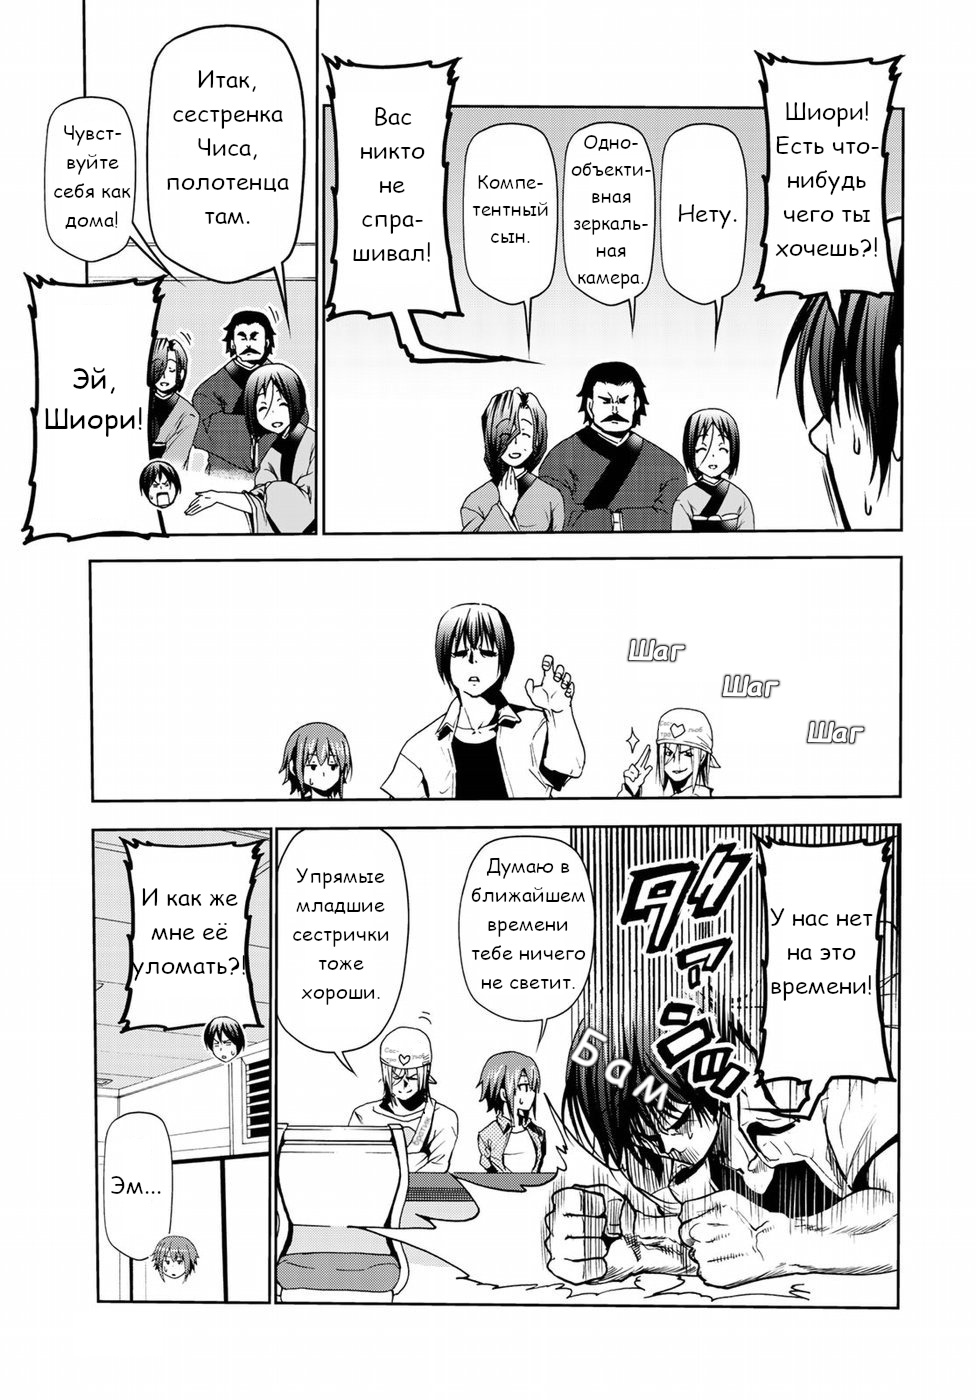 Шиори!
Есть что-
нибудь
чего ты
хочешь?!
Нету.
Одно-
объекти-
вная
зеркаль-
ная
камера.
Компе-
тентный
сын.
Вас
никто
не
спра-
шивал!
Итак,
сестренка
Чиса,
полотенца
там.
Чувст-
вуйте
себя как
дома!
Эй,
Шиори!
Шаг
Шаг
Шаг
У нас нет
на это
времени!
Бам
Думаю в
ближайшем
времени
тебе ничего
не светит.
Упрямые
младшие
сестрички
тоже
хороши.
И как же
мне её
уломать?!
Эм...